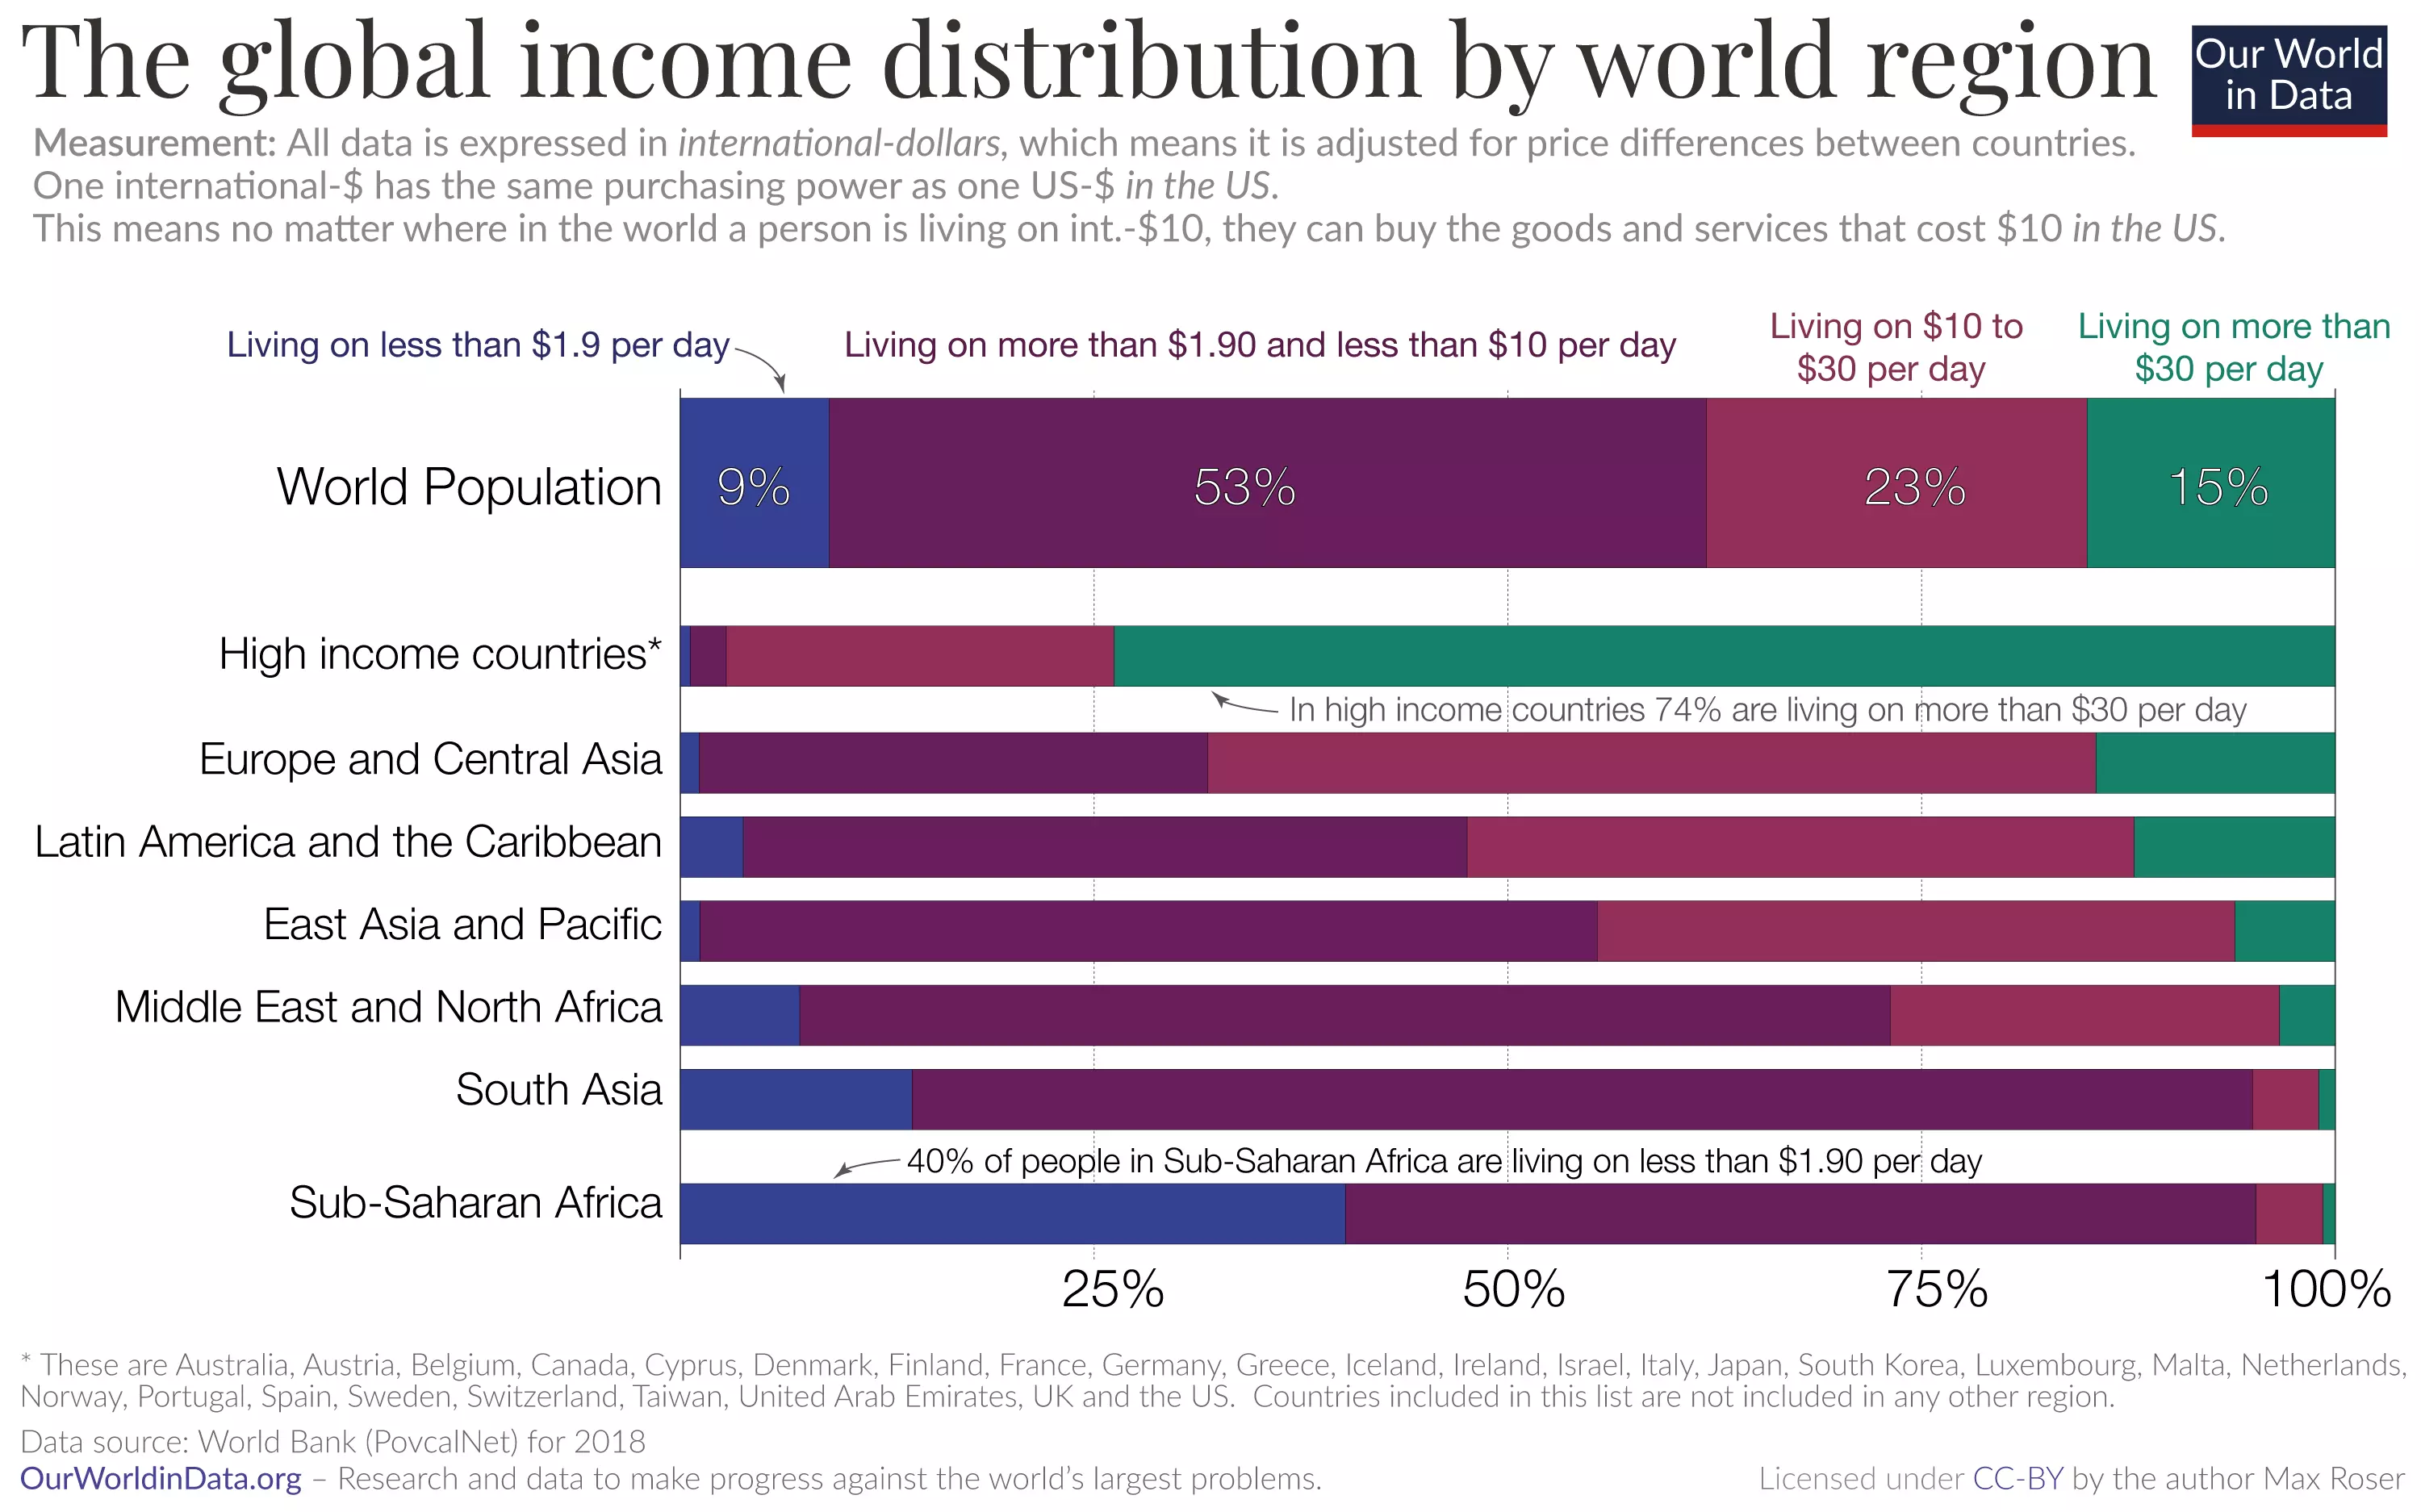 The global income distribution by world region
Our World
in Data
Measurement: All data is expressed in international-dollars, which means it is adjusted for price differences between countries.
One international-$ has the same purchasing power as one US-$ in the US.
This means no matter where in the world a person is living on int.-$10, they can buy the goods and services that cost $10 in the US.
Living on less than $1.9 per day
Living on more than $1.90 and less than $10 per day
Living on $10 to
$30 per day
Living on more than
$30 per day
World Population
9%
53%
23%
15%
High income countries*
In high income countries 74% are living on more than $30 per day
Europe and Central Asia
Latin America and the Caribbean
East Asia and Pacific
Middle East and North Africa
South Asia
40% of people in Sub-Saharan Africa are living on less than $1.90 per day
Sub-Saharan Africa
25%
50%
75%
100%
* These are Australia, Austria, Belgium, Canada, Cyprus, Denmark, Finland, France, Germany, Greece, Iceland, Ireland, Israel, Italy, Japan, South Korea, Luxembourg, Malta, Netherlands,
Norway, Portugal, Spain, Sweden, Switzerland, Taiwan, United Arab Emirates, UK and the US. Countries included in this list are not included in any other region.
Data source: World Bank (PovcalNet) for 2018
OurWorldinData.org – Research and data to make progress against the world's largest problems.
Licensed under CC-BY by the author Max Roser